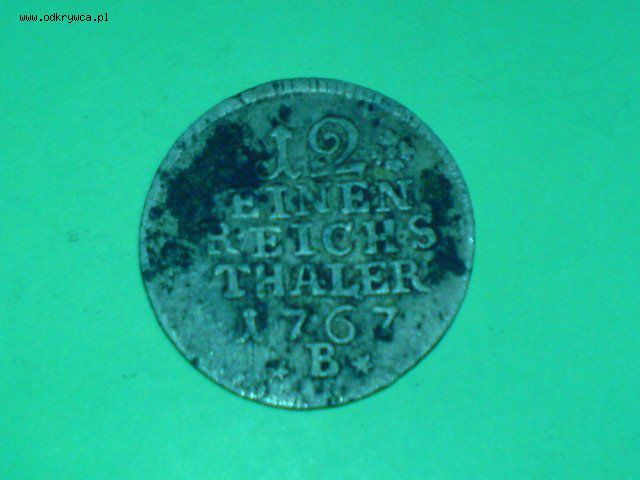 www.odkrywca.pl
12
EINEN
REICHS
THALER
1767
B